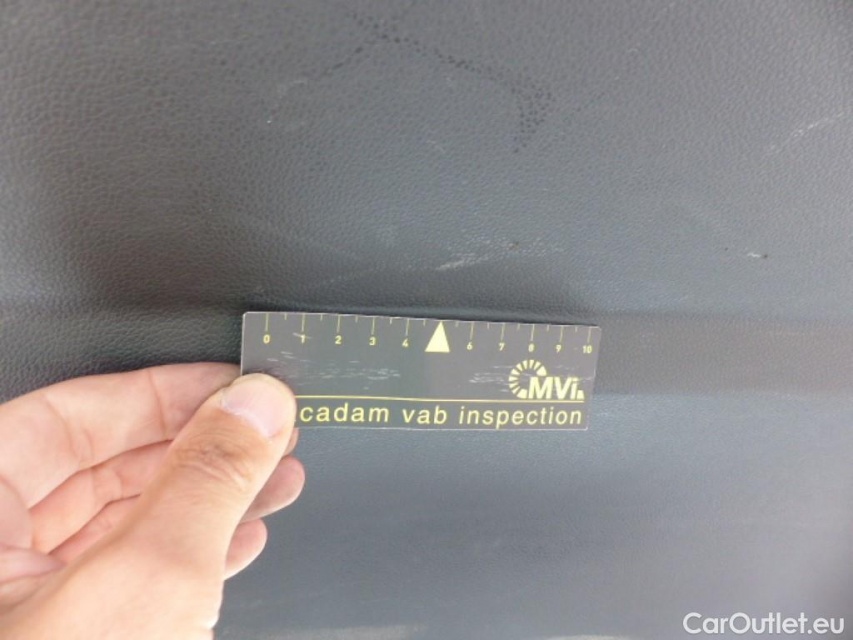 0 1 2 3 4 6 7 8 9 10
MVi
cadam vab inspection
CarOutlet.eu